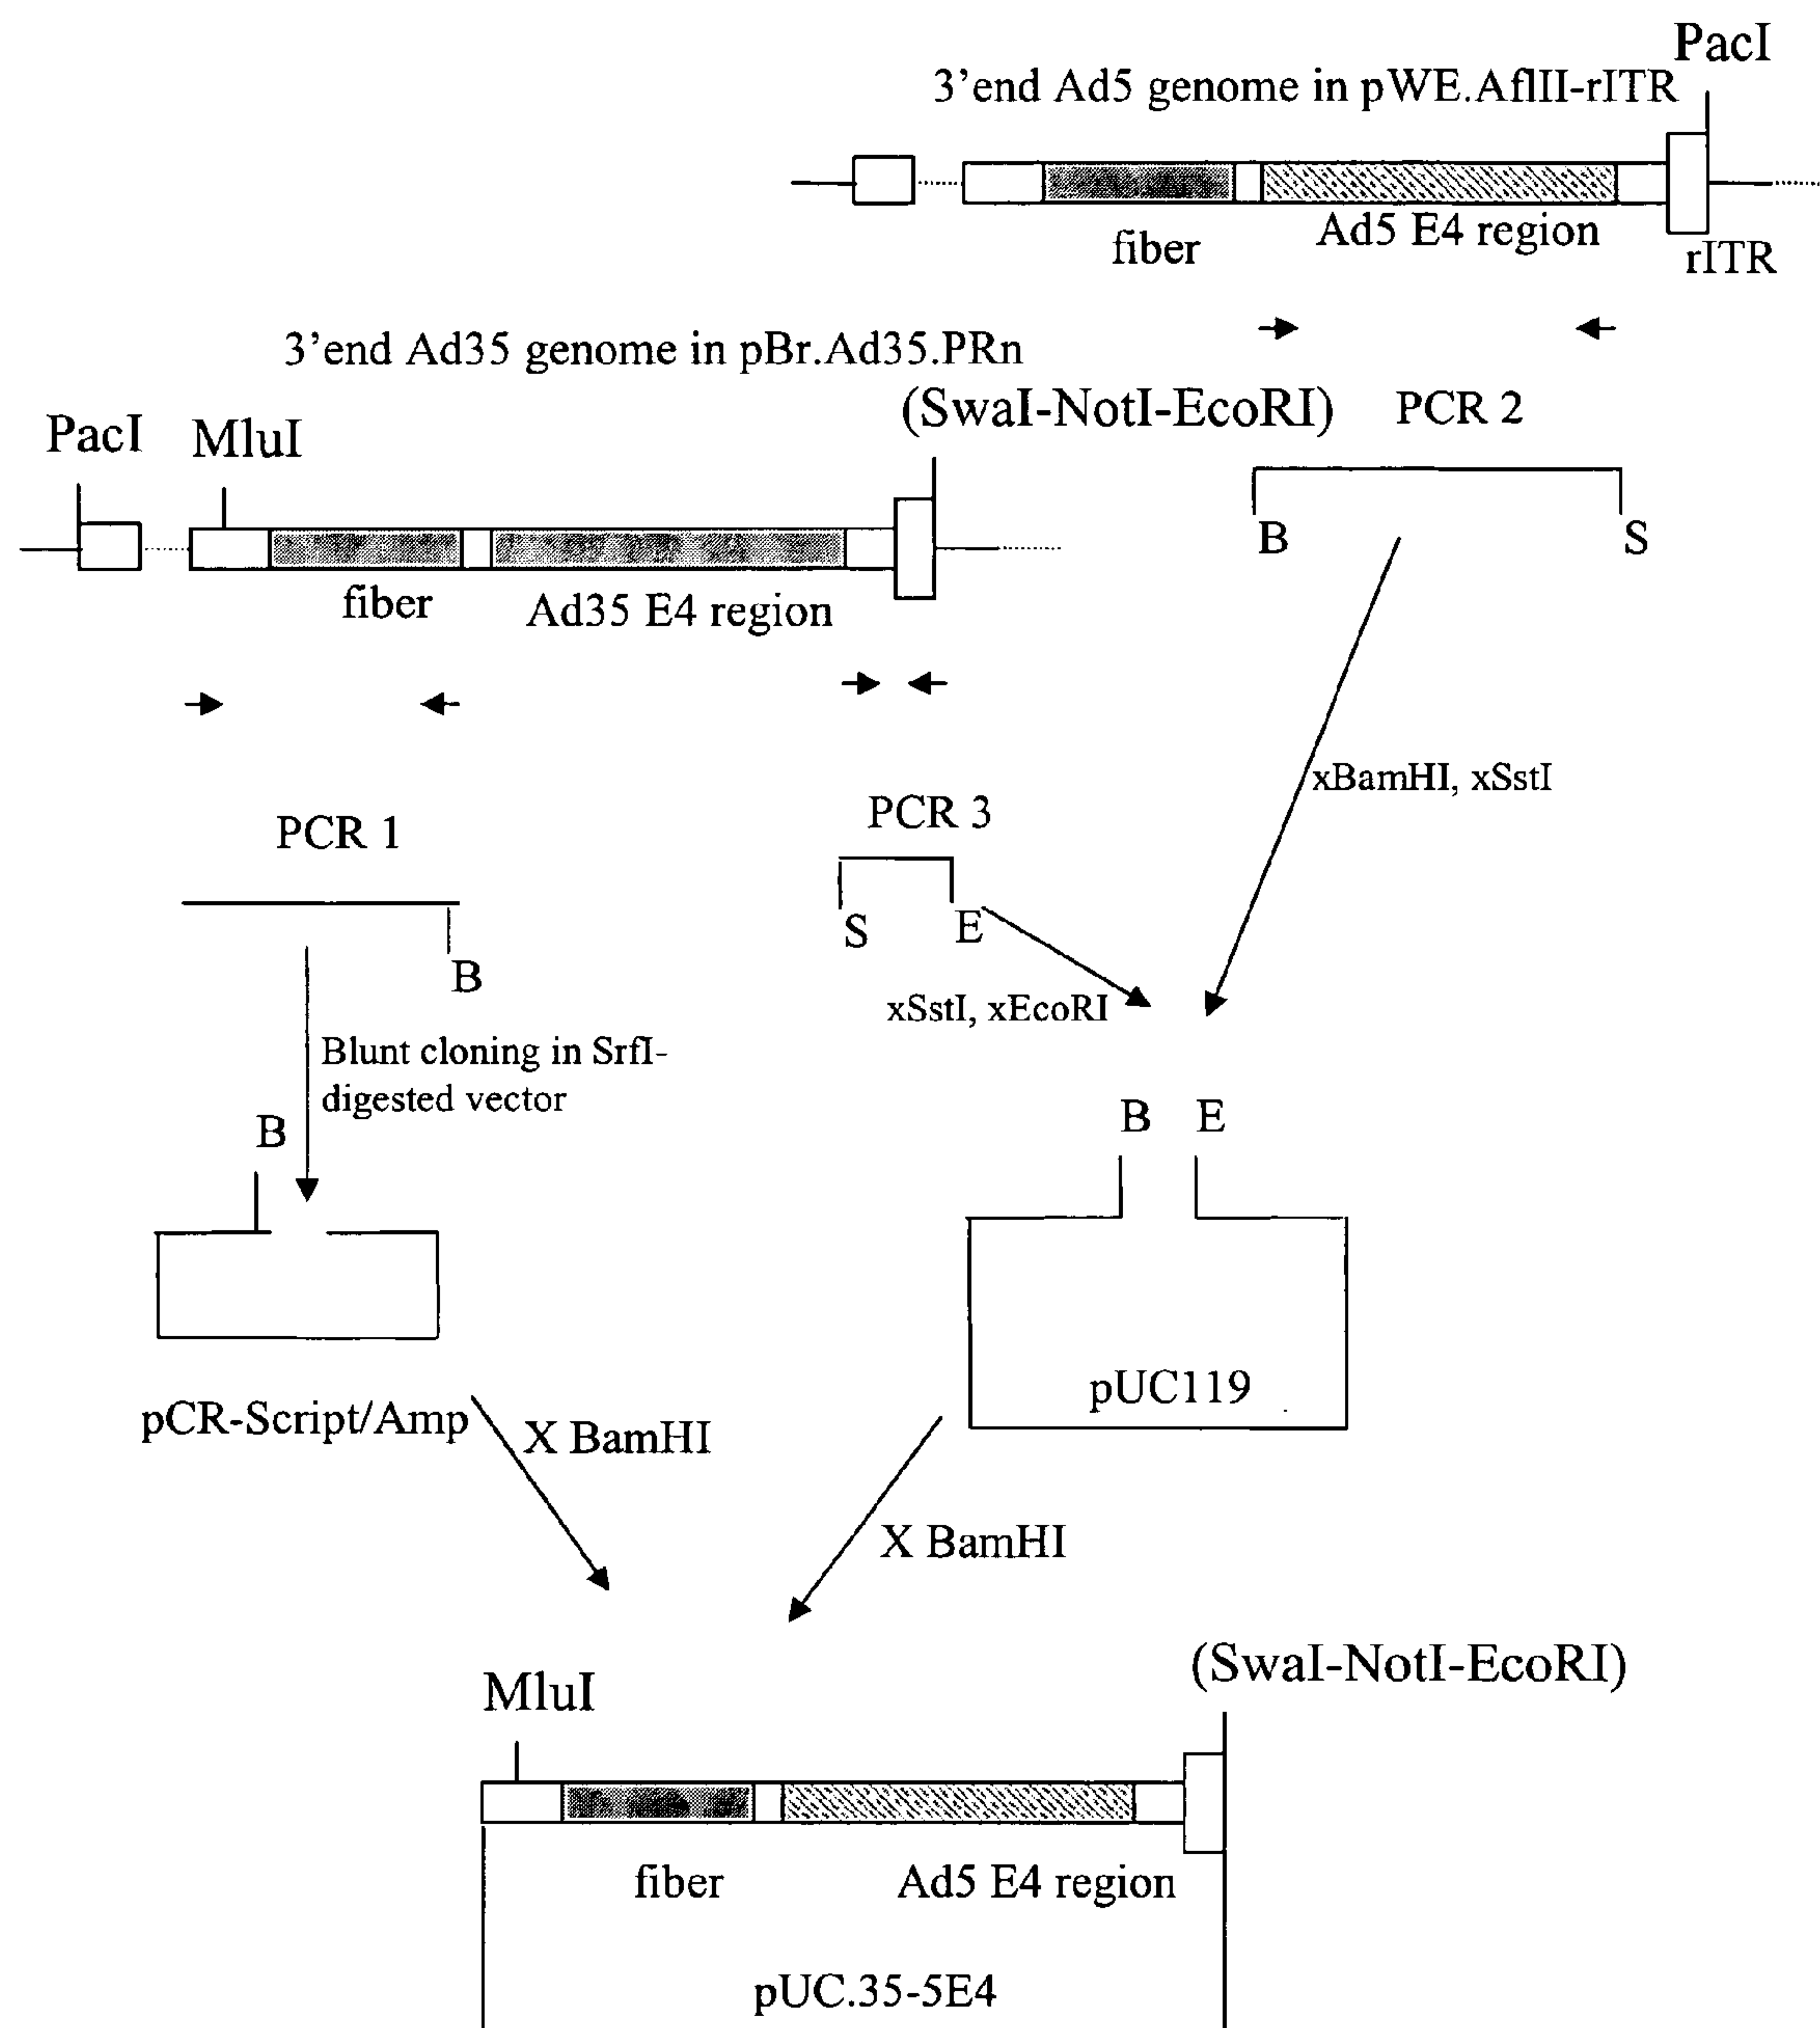 PacI
3'end Ad5 genome in pWE.AflII-rITR
fiber
Ad5 E4 region
rITR
3'end Ad35 genome in pBr.Ad35.PRn
(SwaI-NotI-EcoRI)
PCR 2
PacI
MluI
B
S
fiber
Ad35 E4 region
xBamHI, xSstI
PCR 3
PCR 1
S
E
B
xSstI, xEcoRI
Blunt cloning in SrfI-
digested vector
B
B
E
pUC119
pCR-Script/Amp
X BamHI
X BamHI
(SwaI-NotI-EcoRI)
MluI
fiber
Ad5 E4 region
pUC.35-5E4